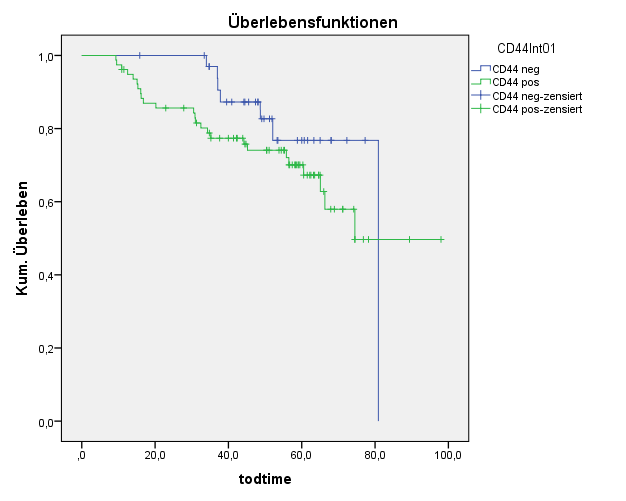 Überlebensfunktionen
CD44Int01
CD44 neg
CD44 pos
CD44 neg-zensiert
CD44 pos-zensiert
Kum. Überleben
1,0
0,8
0,6
0,4
0,2
0,0
,0 20,0 40,0 60,0 80,0 100,0
todtime